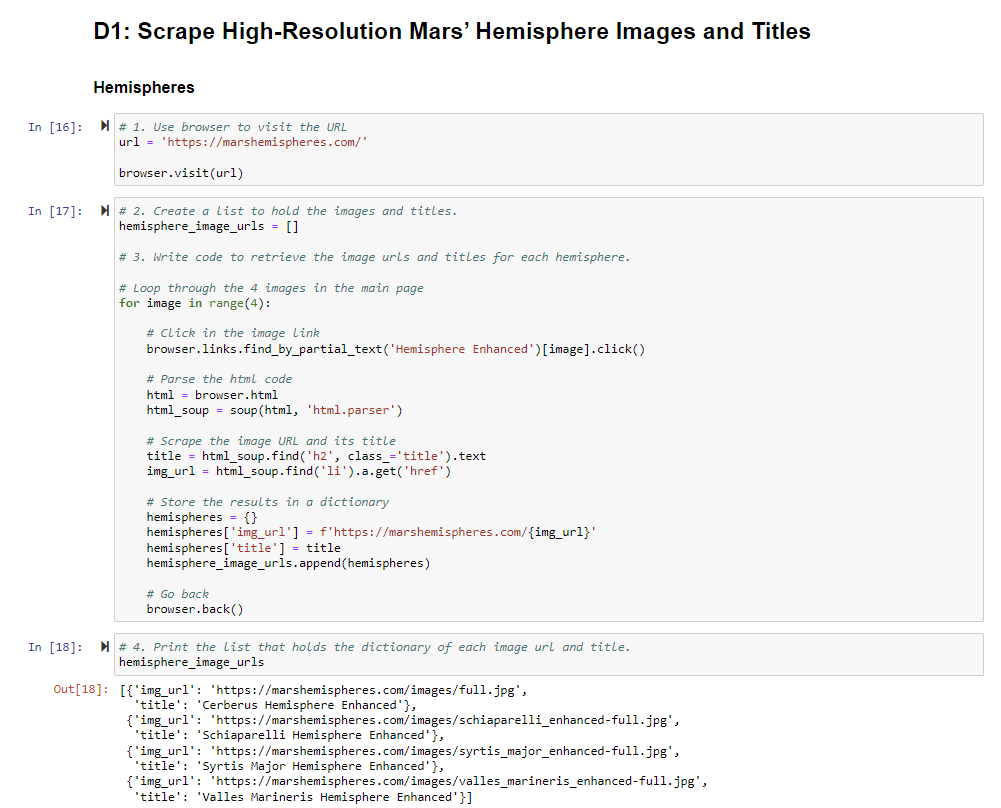 D1: Scrape High-Resolution Mars’ Hemisphere Images and Titles
Hemispheres
In [16]:
# 1. Use browser to visit the URL
url = 'https://marshemispheres.com/'
browser.visit(url)
In [17]:
# 2. Create a list to hold the images and titles.
hemisphere_image_urls = []
# 3. Write code to retrieve the image urls and titles for each hemisphere.
# Loop through the 4 images in the main page
for image in range(4):
# Click in the image link
browser.links.find_by_partial_text('Hemisphere Enhanced')[image].click()
# Parse the html code
html = browser.html
html_soup = soup(html, 'html.parser')
# Scrape the image URL and its title
title = html_soup.find('h2', class_='title').text
img_url = html_soup.find('li').a.get('href')
# Store the results in a dictionary
hemispheres = {}
hemispheres['img_url'] = f'https://marshemispheres.com/{img_url}'
hemispheres['title'] = title
hemisphere_image_urls.append(hemispheres)
# Go back
browser.back()
In [18]:
# 4. Print the list that holds the dictionary of each image url and title.
hemisphere_image_urls
Out[18]:
[{'img_url': 'https://marshemispheres.com/images/full.jpg',
'title': 'Cerberus Hemisphere Enhanced'},
{'img_url': 'https://marshemispheres.com/images/schiaparelli_enhanced-full.jpg',
'title': 'Schiaparelli Hemisphere Enhanced'},
{'img_url': 'https://marshemispheres.com/images/syrtis_major_enhanced-full.jpg',
'title': 'Syrtis Major Hemisphere Enhanced'},
{'img_url': 'https://marshemispheres.com/images/valles_marineris_enhanced-full.jpg',
'title': 'Valles Marineris Hemisphere Enhanced'}]